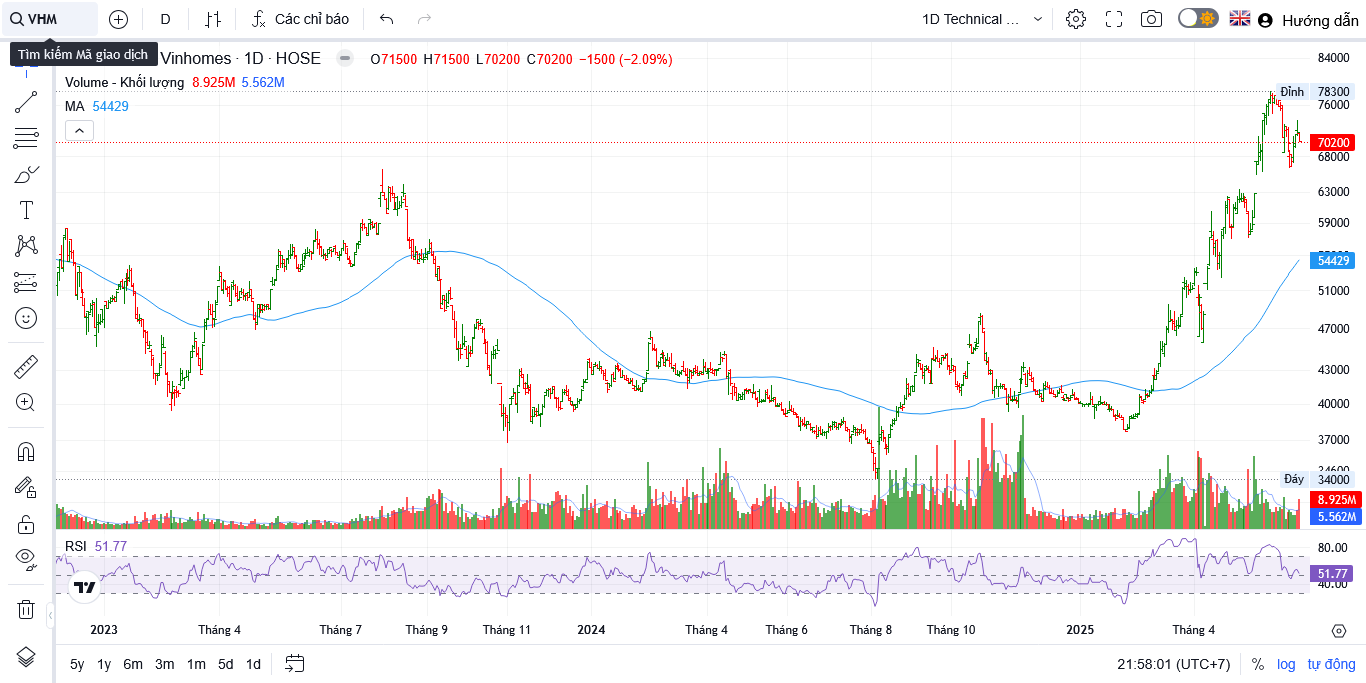 VHM D Các chỉ báo 1D Technical ... Hướng dẫn
Tìm kiếm Mã giao dịch
Vinhomes · 1D · HOSE O71500 H71500 L70200 C70200 −1500 (−2.09%)
Volume - Khối lượng 8.925M 5.562M
MA 54429
84000
Đỉnh 78300
76000
70200
68000
63000
59000
54429
51000
47000
43000
40000
37000
34600
Đáy 34000
8.925M
5.562M
RSI 51.77
80.00
51.77
40.00
2023 Tháng 4 Tháng 7 Tháng 9 Tháng 11 2024 Tháng 4 Tháng 6 Tháng 8 Tháng 10 2025 Tháng 4
5y 1y 6m 3m 1m 5d 1d 21:58:01 (UTC+7) % log tự động